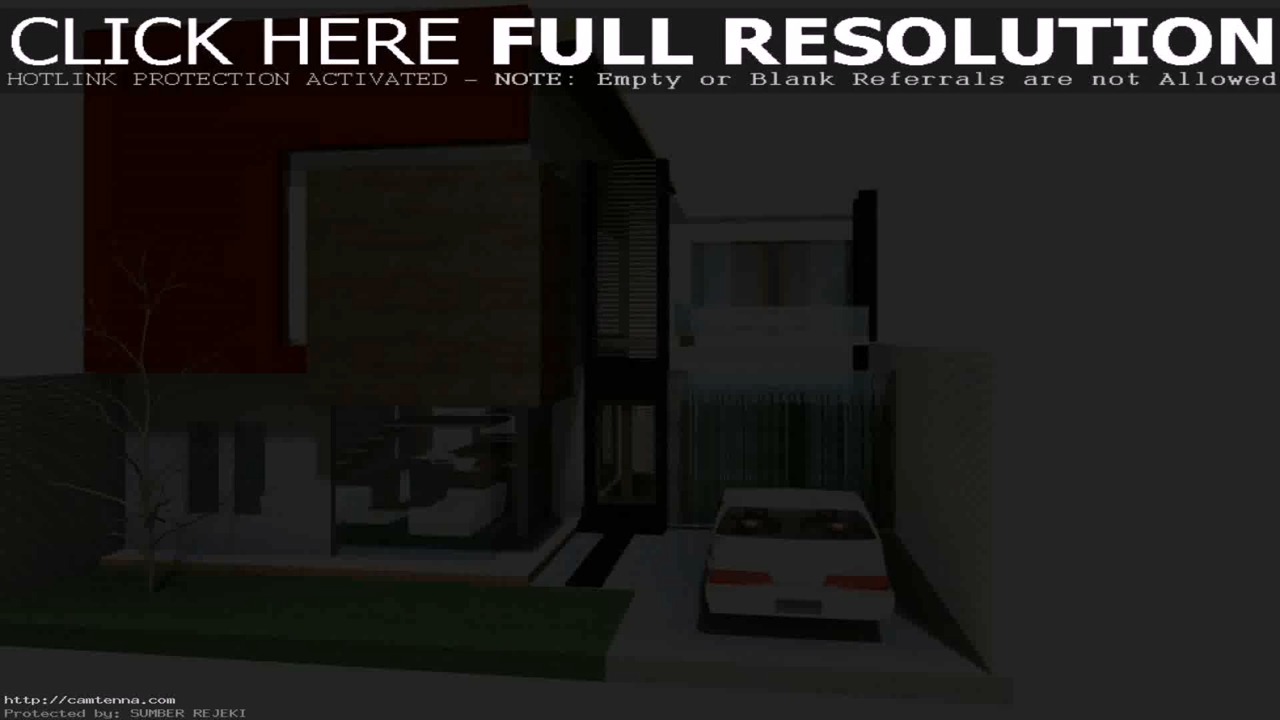 CLICK HERE FULL RESOLUTION
HOTLINK PROTECTION ACTIVATED – NOTE: Empty or Blank Referrals are not Allowed
http://camtenna.com
Protected by: SUMBER REJEKI